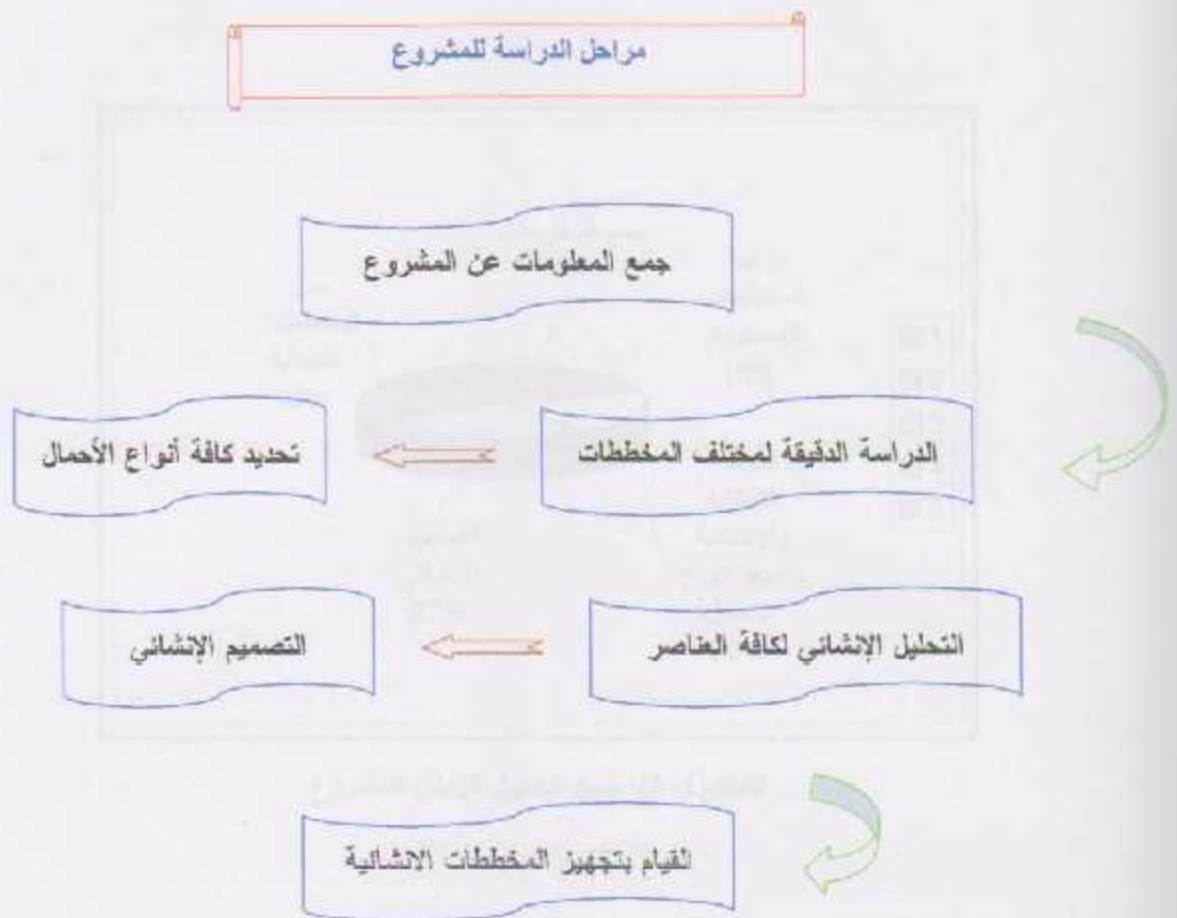 مراحل الدراسة للمشروع
جمع المعلومات عن المشروع
الدراسة الدقيقة لمختلف المخططات
تحديد كافة أنواع الأحمال
التحليل الإنشائي لكافة العناصر
التصميم الإنشائي
القيام بتجهيز المخططات الانشائية